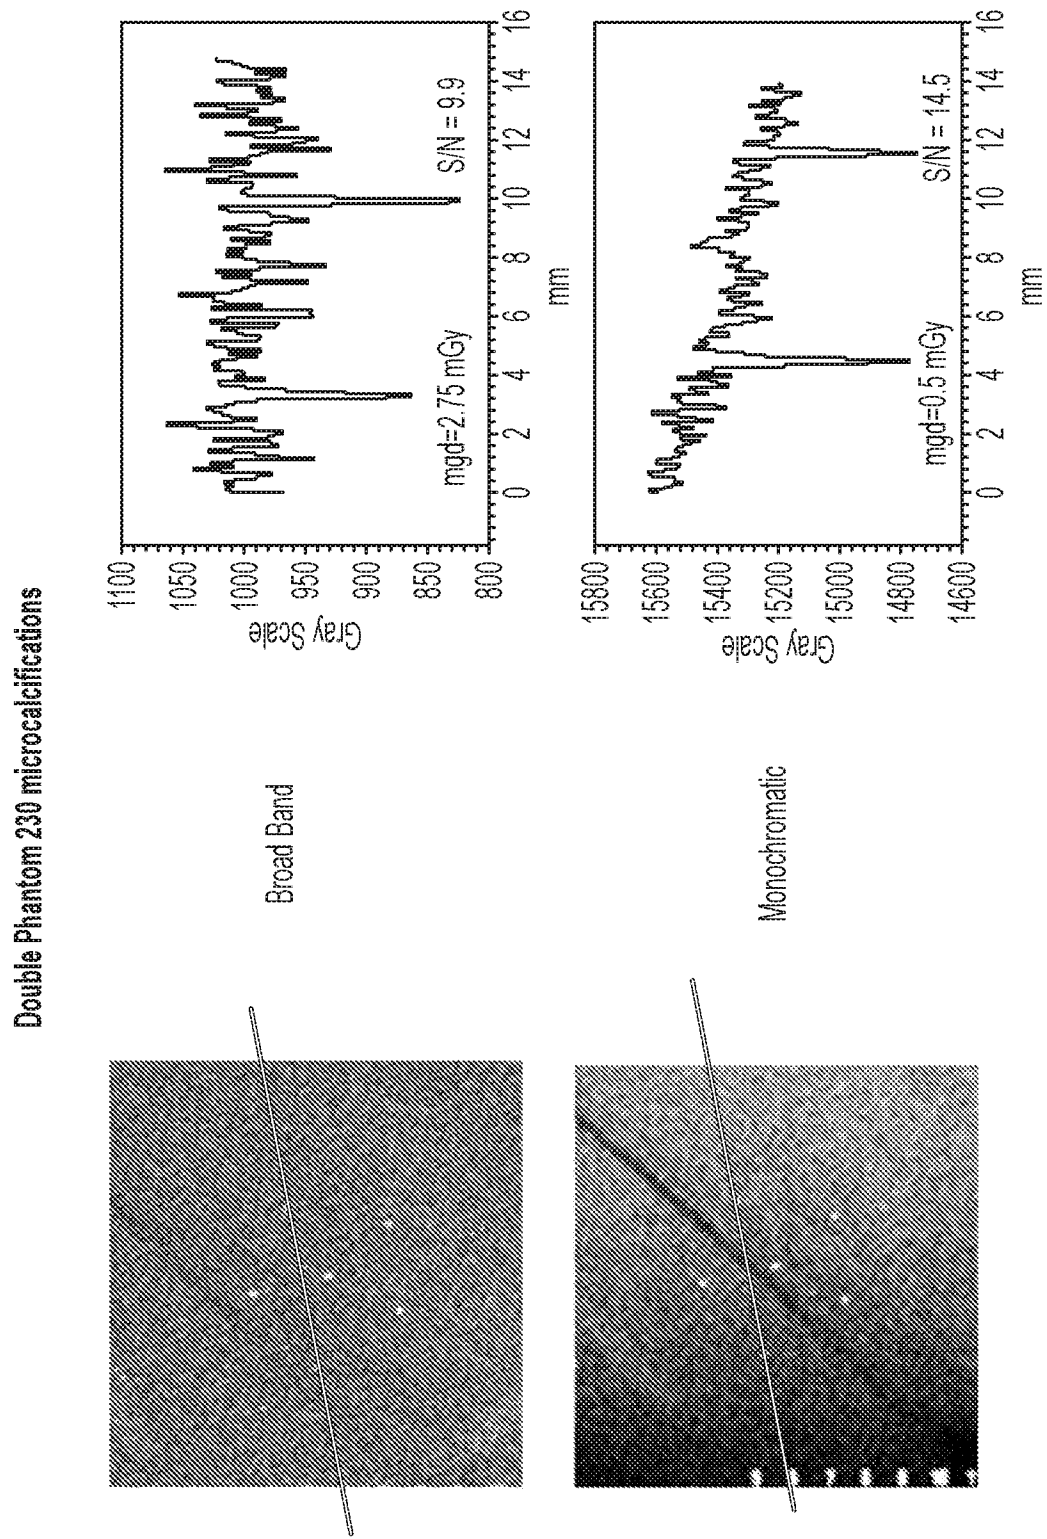 Double Phantom 230 microcalcifications
Broad Band
Gray Scale
1100
1050
1000
950
900
850
800
mgd=2.75 mGy
S/N = 9.9
0 2 4 6 8 10 12 14 16
mm
Monochromatic
Gray Scale
15800
15600
15400
15200
15000
14800
14600
mgd=0.5 mGy
S/N = 14.5
0 2 4 6 8 10 12 14 16
mm